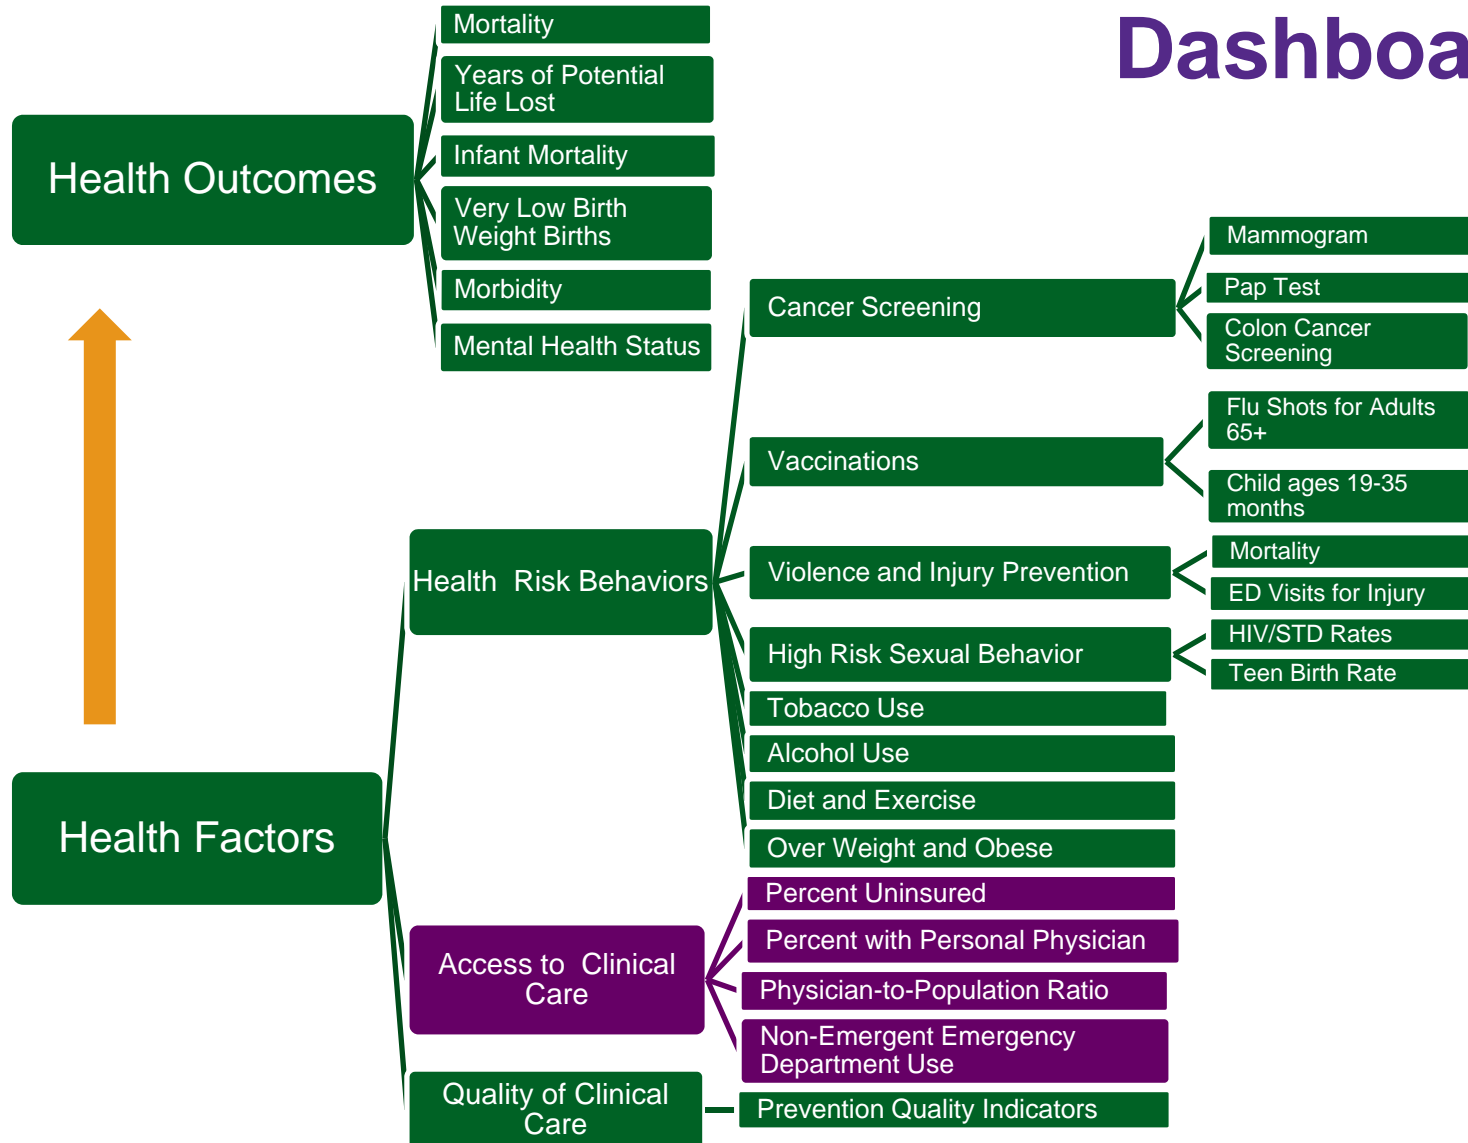 Dashboa
Mortality
Years of Potential
Life Lost
Health Outcomes
Infant Mortality
Very Low Birth
Weight Births
Morbidity
Mental Health Status
Mammogram
Cancer Screening
Pap Test
Colon Cancer
Screening
Flu Shots for Adults
65+
Vaccinations
Child ages 19-35
months
Health Risk Behaviors
Violence and Injury Prevention
Mortality
ED Visits for Injury
High Risk Sexual Behavior
HIV/STD Rates
Teen Birth Rate
Tobacco Use
Alcohol Use
Diet and Exercise
Over Weight and Obese
Health Factors
Percent Uninsured
Percent with Personal Physician
Access to Clinical
Care
Physician-to-Population Ratio
Non-Emergent Emergency
Department Use
Quality of Clinical
Care
Prevention Quality Indicators